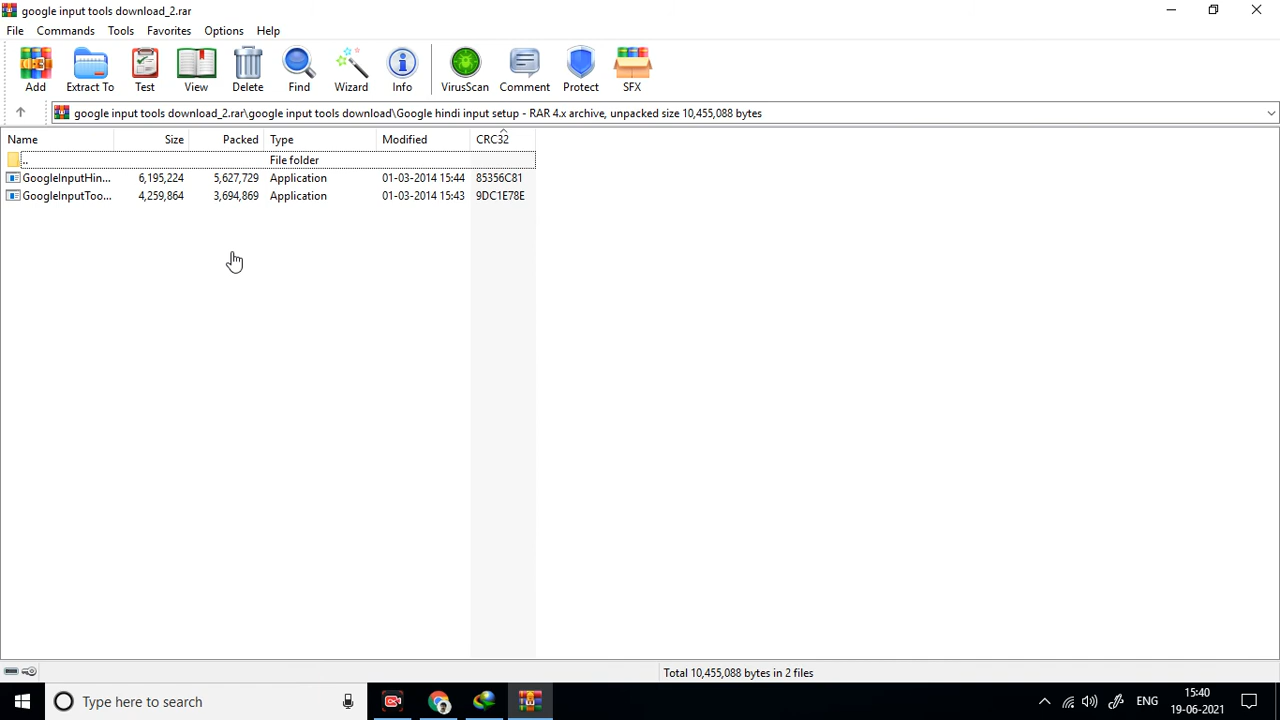 google input tools download_2.rar
File Commands Tools Favorites Options Help
Add Extract To Test View Delete Find Wizard Info VirusScan Comment Protect SFX
google input tools download_2.rar\google input tools download\Google hindi input setup - RAR 4.x archive, unpacked size 10,455,088 bytes
Name Size Packed Type Modified CRC32
.. File folder
GoogleInputHin... 6,195,224 5,627,729 Application 01-03-2014 15:44 85356C81
GoogleInputToo... 4,259,864 3,694,869 Application 01-03-2014 15:43 9DC1E78E
Total 10,455,088 bytes in 2 files
Type here to search
ENG
15:40
19-06-2021